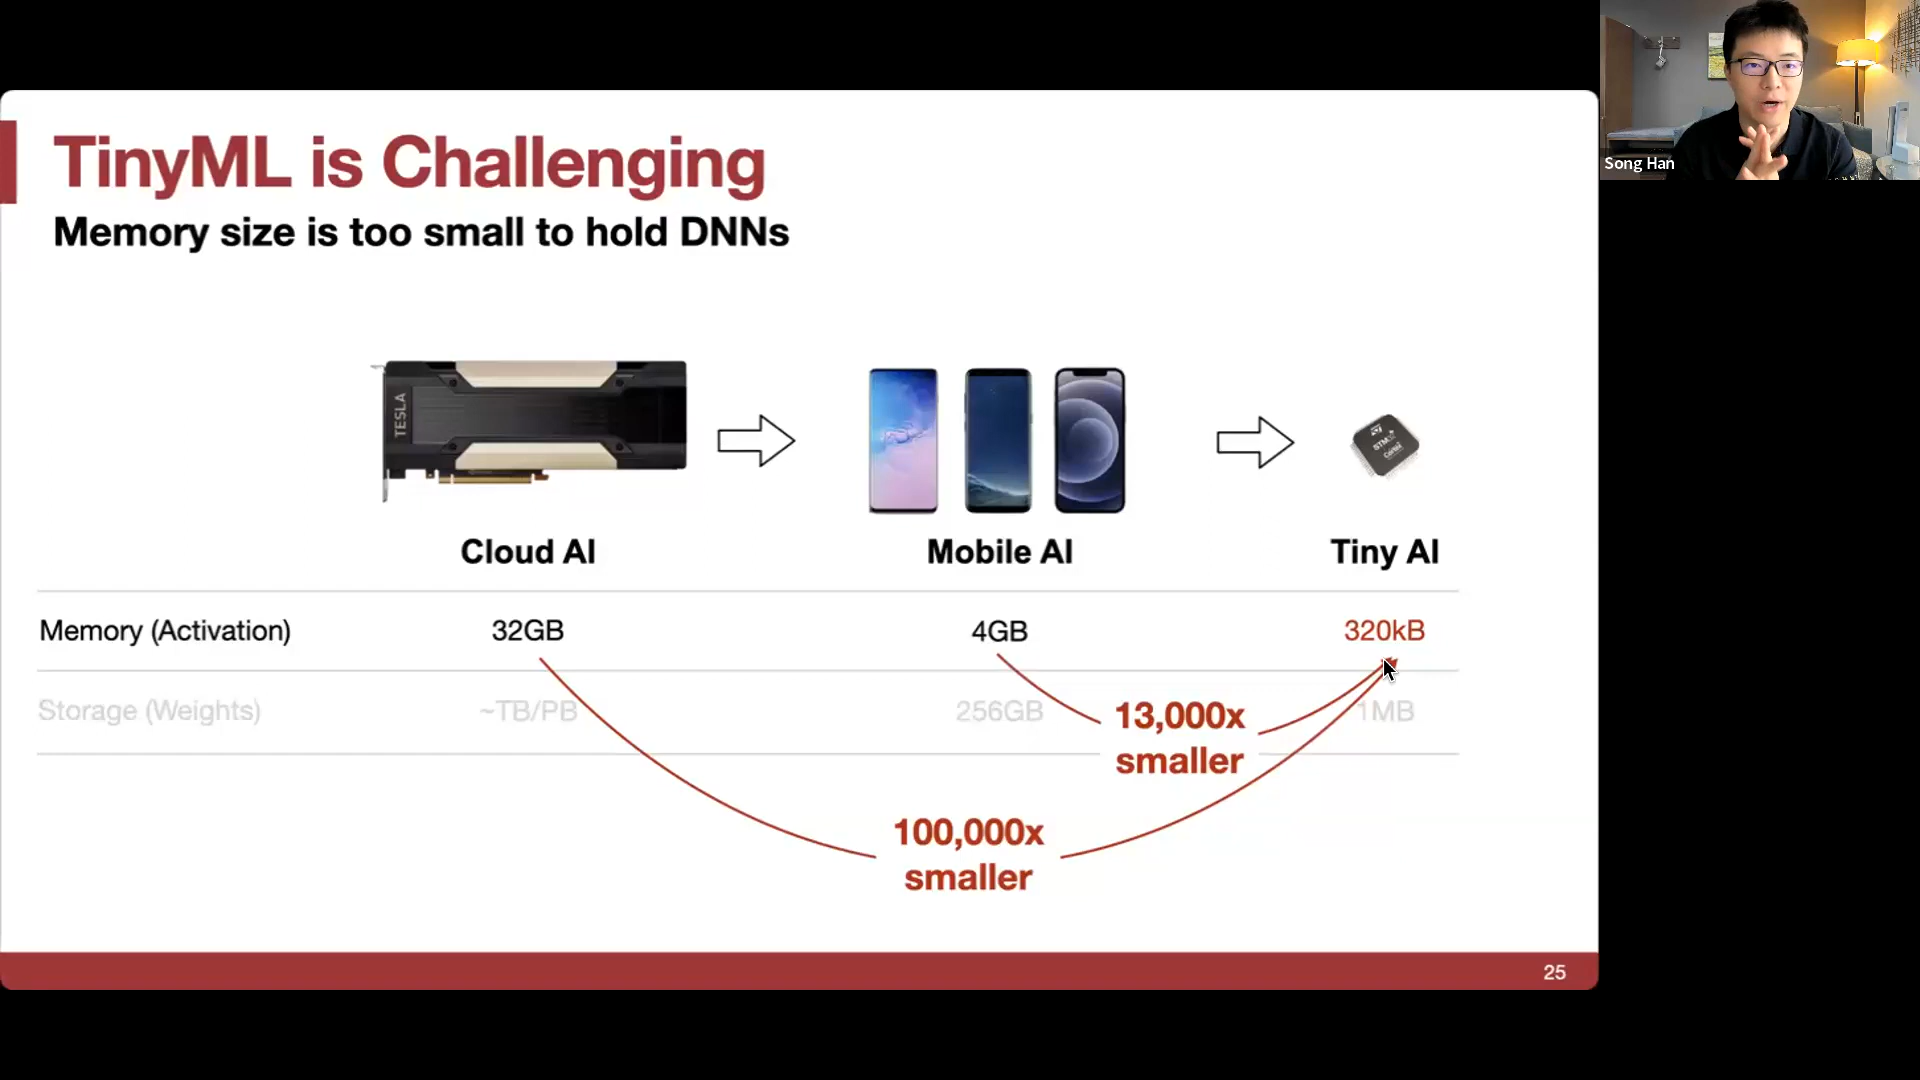 Song Han
TinyML is Challenging
Memory size is too small to hold DNNs
TESLA
STM32
Cortex
Cloud AI
Mobile AI
Tiny AI
Memory (Activation) 32GB 4GB 320kB
Storage (Weights) ~TB/PB 256GB 1MB
13,000x
smaller
100,000x
smaller
25